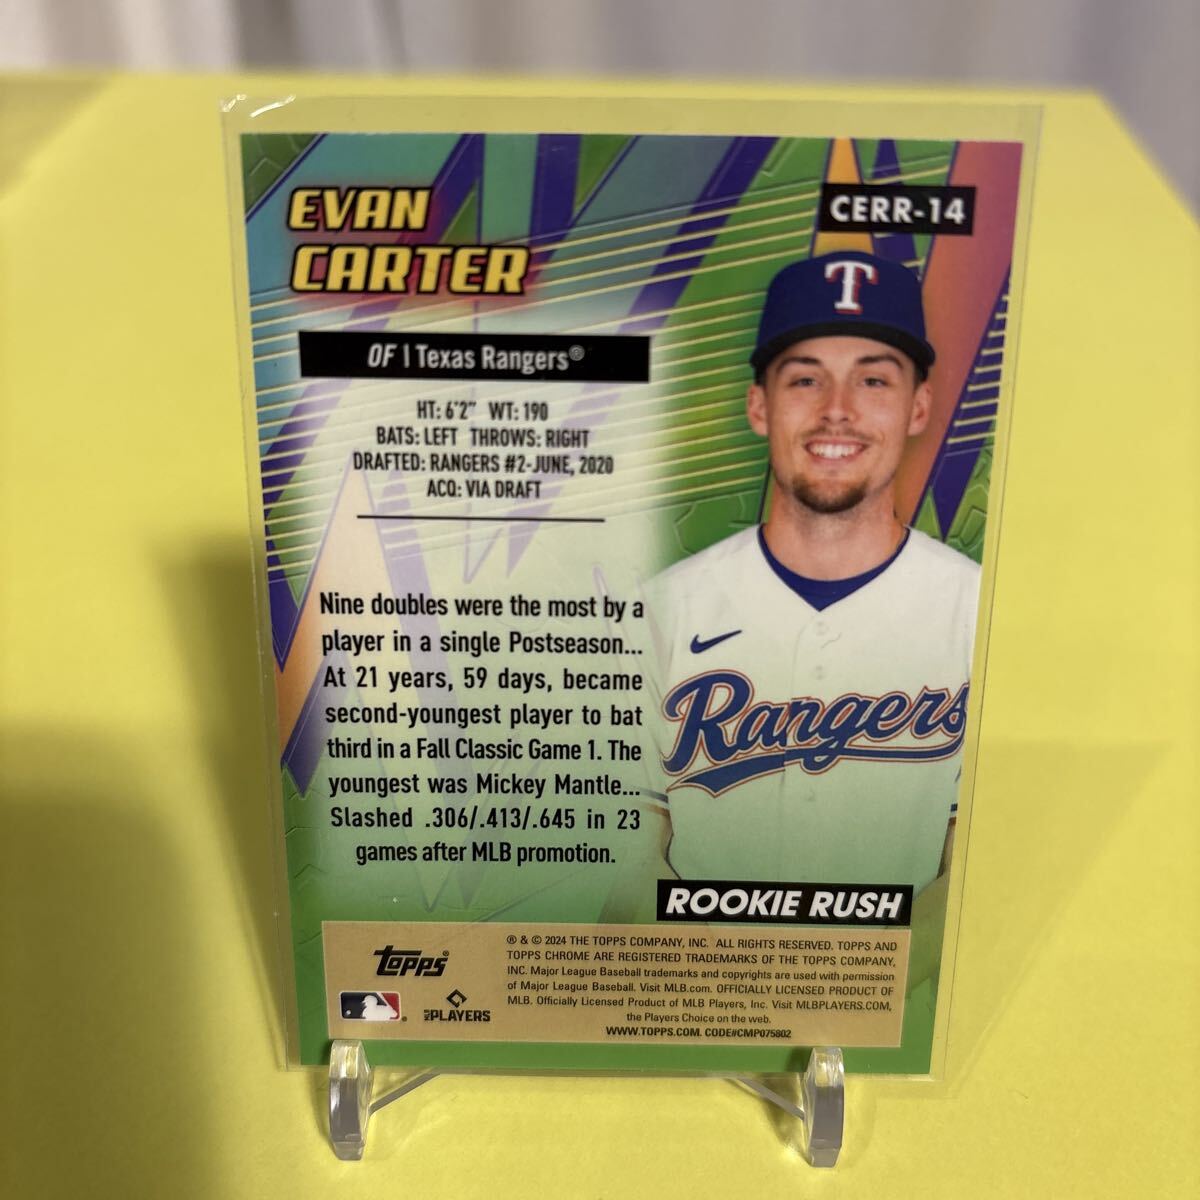 EVAN
CARTER
CERR-14
T
OF | Texas Rangers®
HT: 6'2" WT: 190
BATS: LEFT THROWS: RIGHT
DRAFTED: RANGERS #2-JUNE, 2020
ACQ: VIA DRAFT
Nine doubles were the most by a
player in a single Postseason...
At 21 years, 59 days, became
second-youngest player to bat
third in a Fall Classic Game 1. The
youngest was Mickey Mantle...
Slashed .306/.413/.645 in 23
games after MLB promotion.
Rangers
ROOKIE RUSH
topps®
MLB PLAYERS
® & © 2024 THE TOPPS COMPANY, INC. ALL RIGHTS RESERVED. TOPPS AND
TOPPS CHROME ARE REGISTERED TRADEMARKS OF THE TOPPS COMPANY,
INC. Major League Baseball trademarks and copyrights are used with permission
of Major League Baseball. Visit MLB.com. OFFICIALLY LICENSED PRODUCT OF
MLB. Officially Licensed Product of MLB Players, Inc. Visit MLBPLAYERS.COM,
the Players Choice on the web.
WWW.TOPPS.COM. CODE#CMP075802